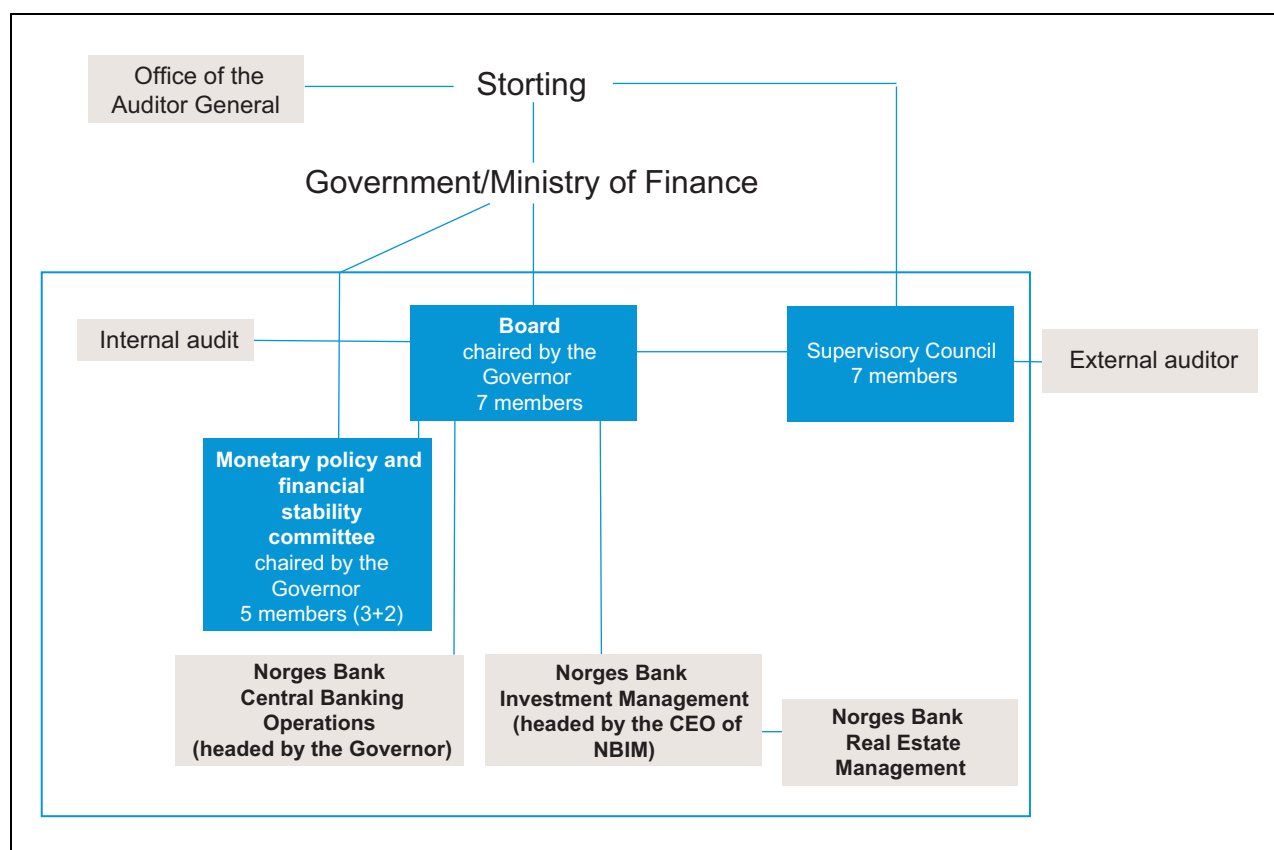 Office of the
Auditor General
Storting
Government/Ministry of Finance
Internal audit
Board
chaired by the
Governor
7 members
Supervisory Council
7 members
External auditor
Monetary policy and
financial
stability
committee
chaired by the
Governor
5 members (3+2)
Norges Bank
Central Banking
Operations
(headed by the Governor)
Norges Bank
Investment Management
(headed by the CEO of
NBIM)
Norges Bank
Real Estate
Management